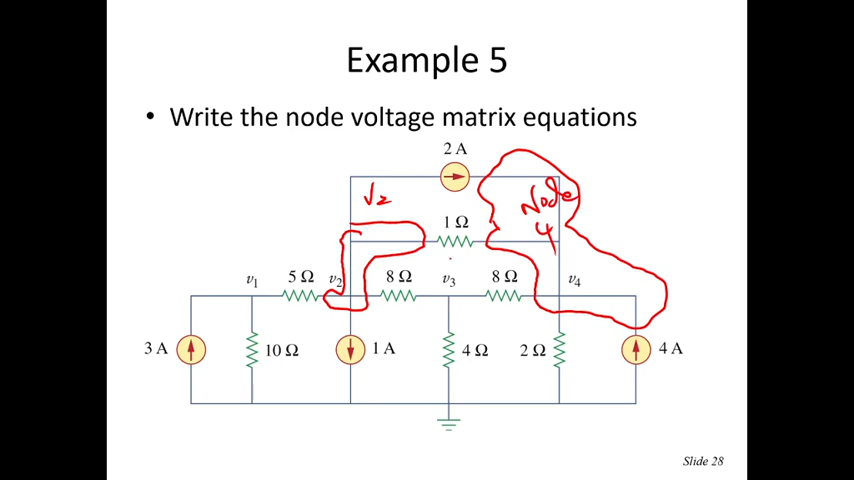 Example 5
• Write the node voltage matrix equations
2 A
V2
Node
4
1 Ω
v1 5 Ω v2 8 Ω v3 8 Ω v4
3 A 10 Ω 1 A 4 Ω 2 Ω 4 A
Slide 28